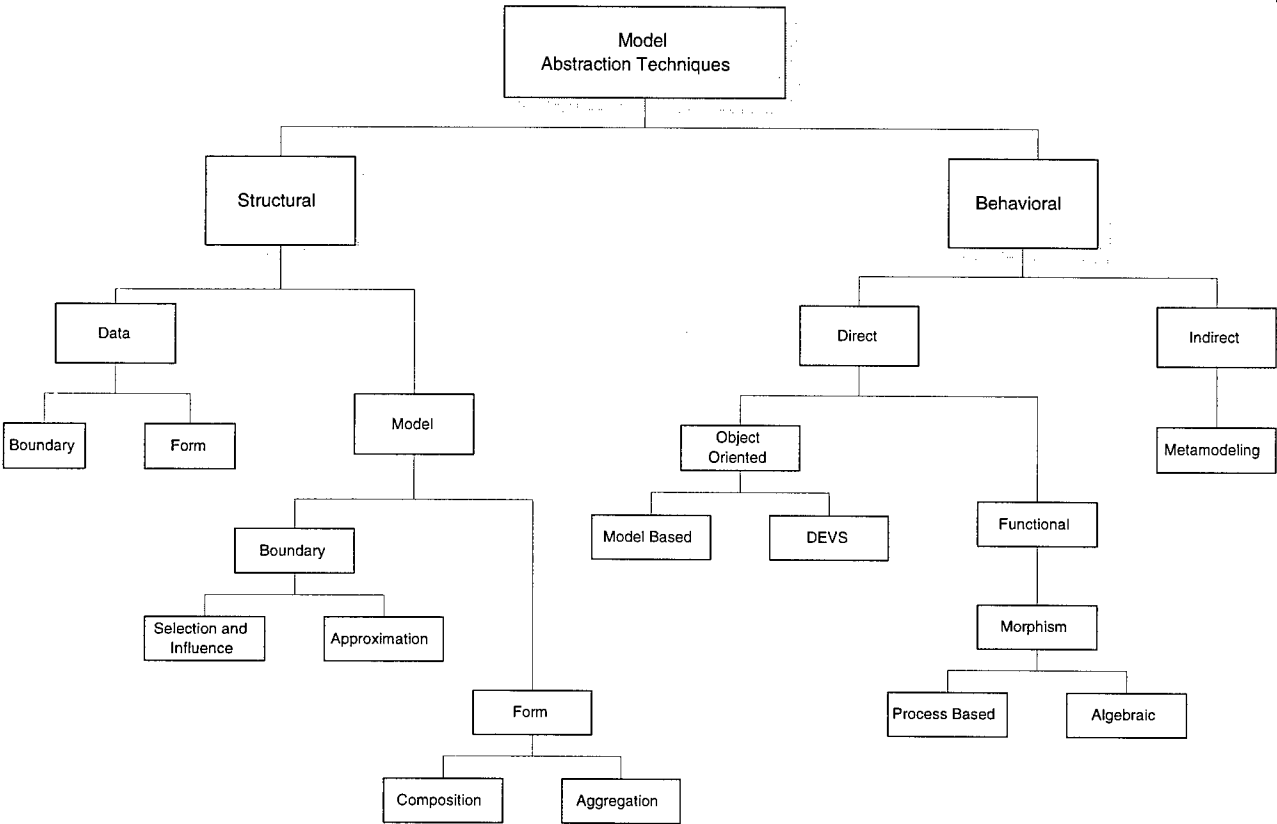 Model
Abstraction Techniques
Structural
Behavioral
Data
Direct
Indirect
Boundary
Form
Model
Object
Oriented
Metamodeling
Boundary
Model Based
DEVS
Functional
Selection and
Influence
Approximation
Morphism
Form
Process Based
Algebraic
Composition
Aggregation